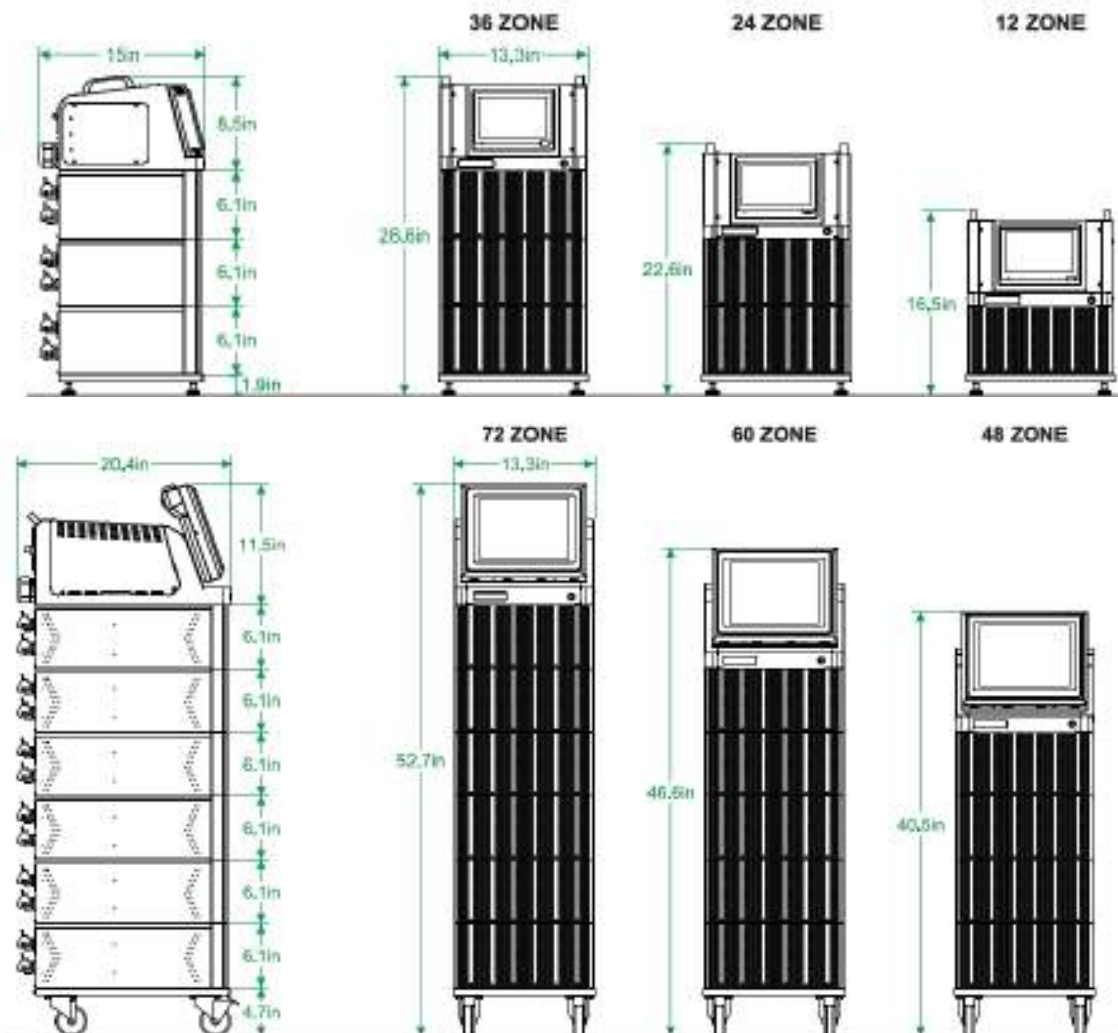 36 ZONE 24 ZONE 12 ZONE
15in 13,3in
8,5in
6,1in
28,6in
22,6in
6,1in
16,5in
6,1in
1,9in
72 ZONE 60 ZONE 48 ZONE
20,4in 13,3in
11,5in
6,1in
6,1in
6,1in
52,7in
46,6in
6,1in
40,5in
6,1in
6,1in
4,7in